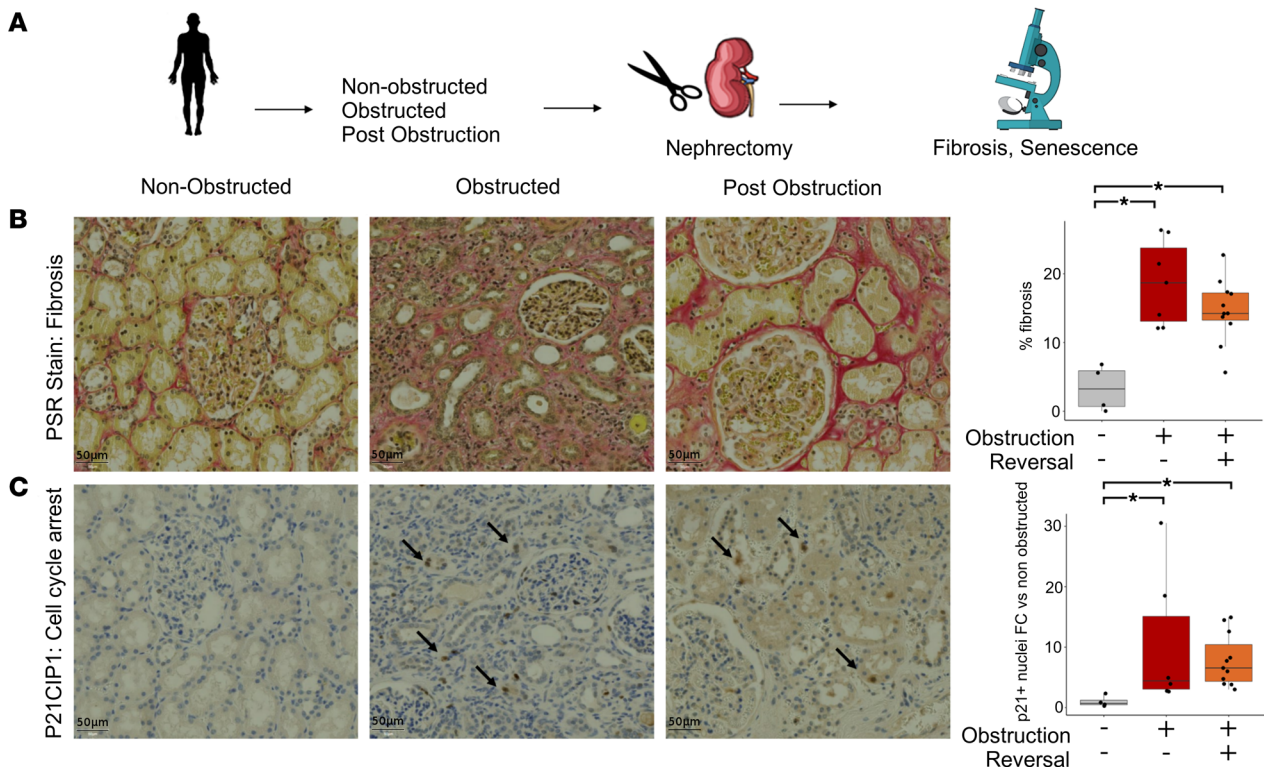 A
Non-obstructed
Obstructed
Post Obstruction
Nephrectomy
Fibrosis, Senescence
Non-Obstructed
Obstructed
Post Obstruction
B
PSR Stain: Fibrosis
50µm
50µm
50µm
* 
*
% fibrosis
20
10
0
Obstruction - + +
Reversal - - +
C
P21CIP1: Cell cycle arrest
50µm
50µm
50µm
*
*
p21+ nuclei FC vs non obstructed
30
20
10
0
Obstruction - + +
Reversal - - +